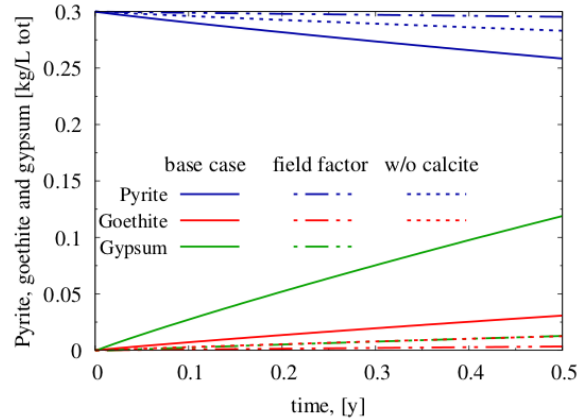 Pyrite, goethite and gypsum [kg/L tot]
0.3
0.25
0.2
0.15
0.1
0.05
0
base case field factor w/o calcite
Pyrite
Goethite
Gypsum
0 0.1 0.2 0.3 0.4 0.5
time, [y]